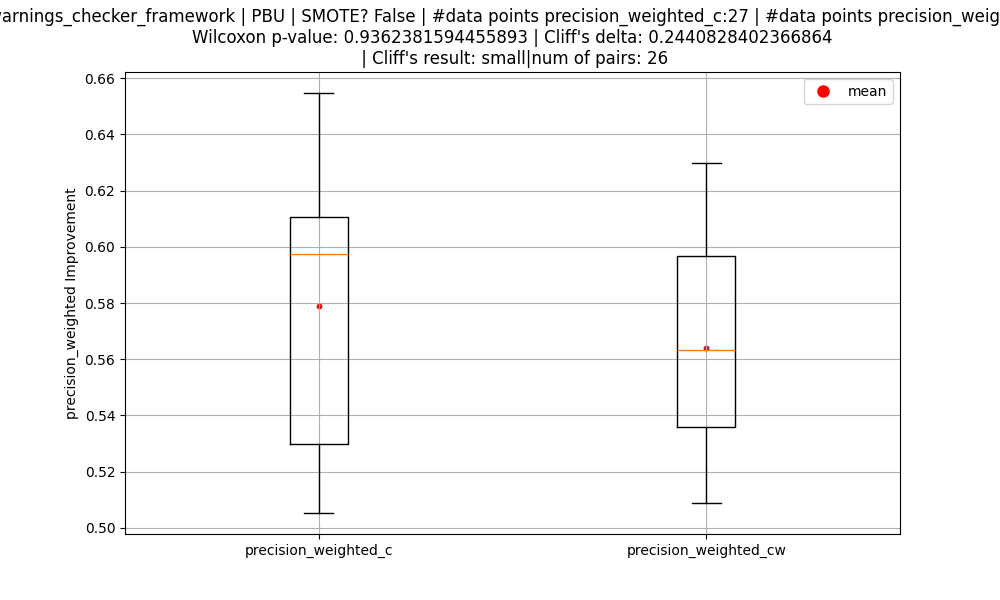 warnings_checker_framework | PBU | SMOTE? False | #data points precision_weighted_c:27 | #data points
Wilcoxon p-value: 0.9362381594455893 | Cliff's delta: 0.2440828402366864
| Cliff's result: small|num of pairs: 26
mean
0.66
0.64
0.62
0.60
0.58
0.56
0.54
0.52
0.50
precision_weighted Improvement
precision_weighted_c
precision_weighted_cw